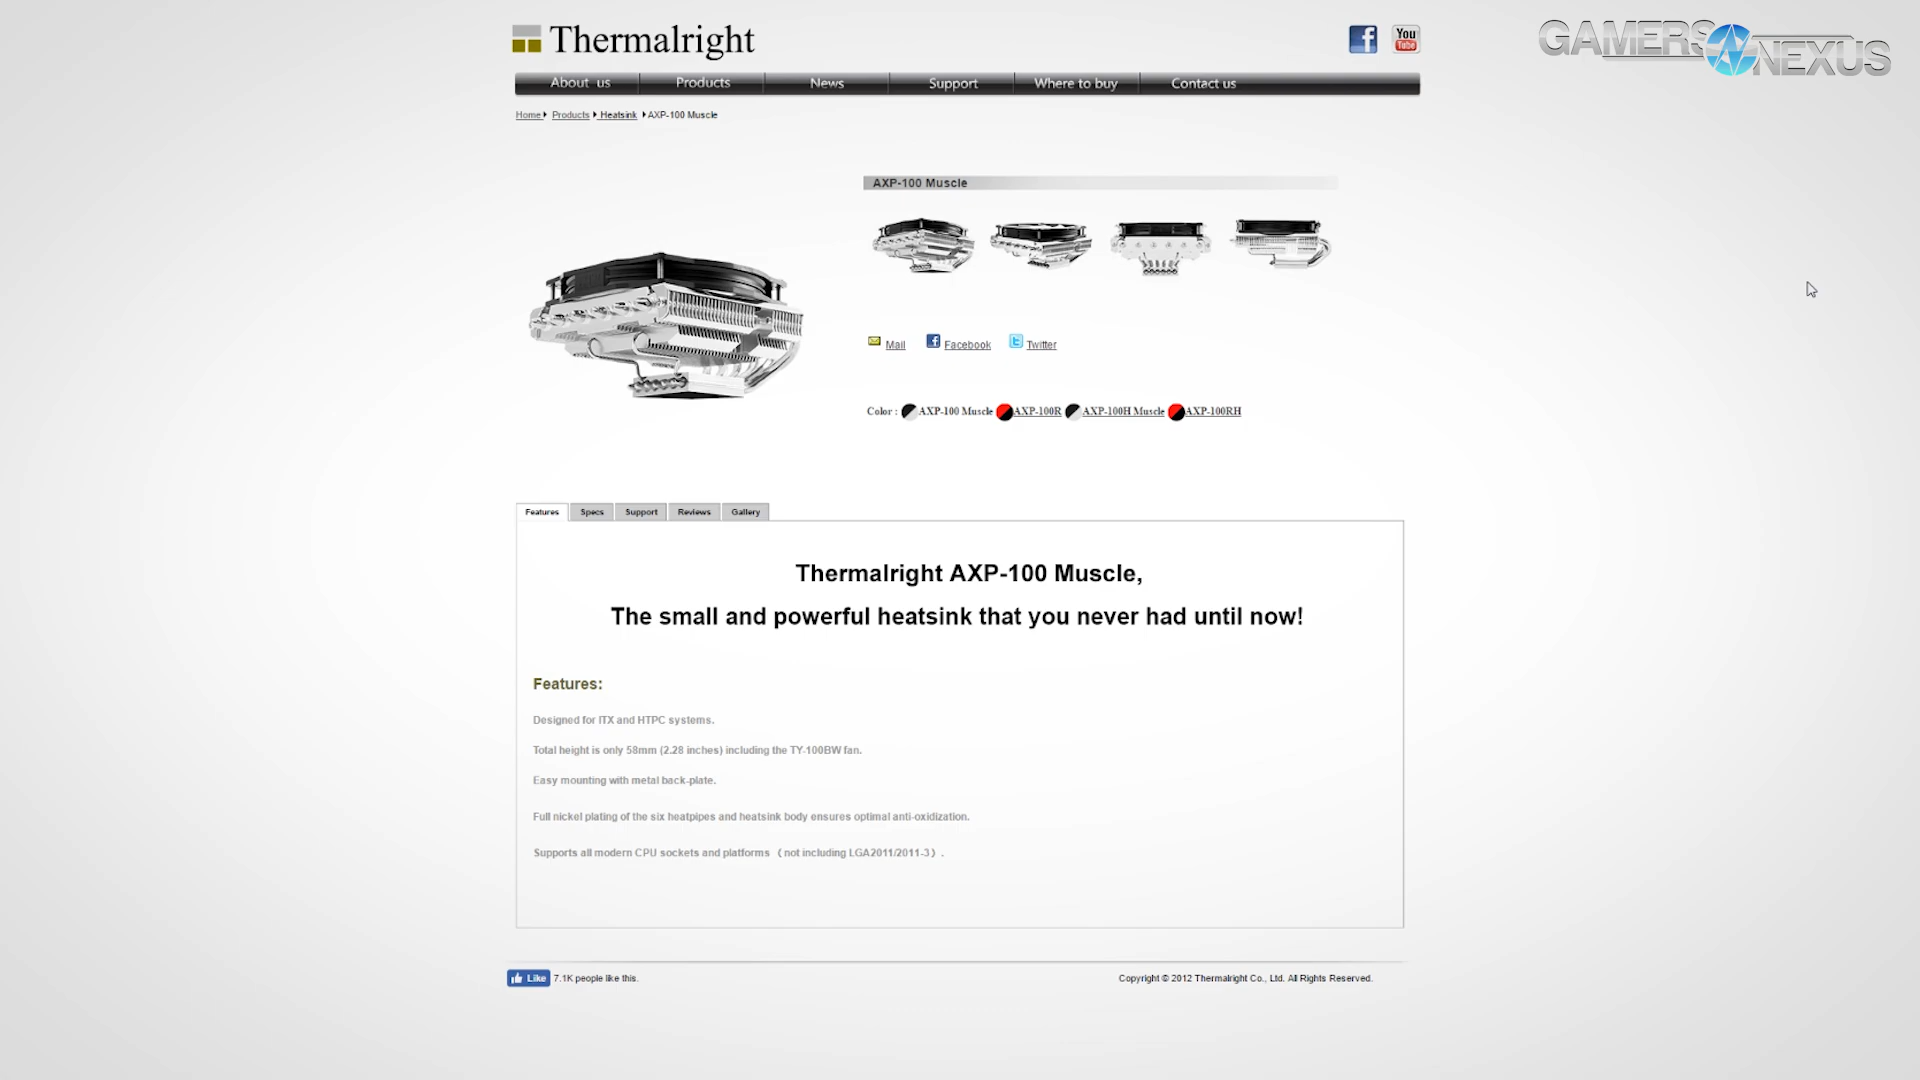 Thermalright
You
Tube
GAMERS NEXUS
About us Products News Support Where to buy Contact us
Home Products Heatsink AXP-100 Muscle
AXP-100 Muscle
Mail Facebook Twitter
Color : AXP-100 Muscle AXP-100R AXP-100H Muscle AXP-100RH
Features Specs Support Reviews Gallery
Thermalright AXP-100 Muscle,
The small and powerful heatsink that you never had until now!
Features:
Designed for ITX and HTPC systems.
Total height is only 58mm (2.28 inches) including the TY-100BW fan.
Easy mounting with metal back-plate.
Full nickel plating of the six heatpipes and heatsink body ensures optimal anti-oxidization.
Supports all modern CPU sockets and platforms （not including LGA2011/2011-3）.
Like 7.1K people like this.
Copyright © 2012 Thermalright Co., Ltd. All Rights Reserved.